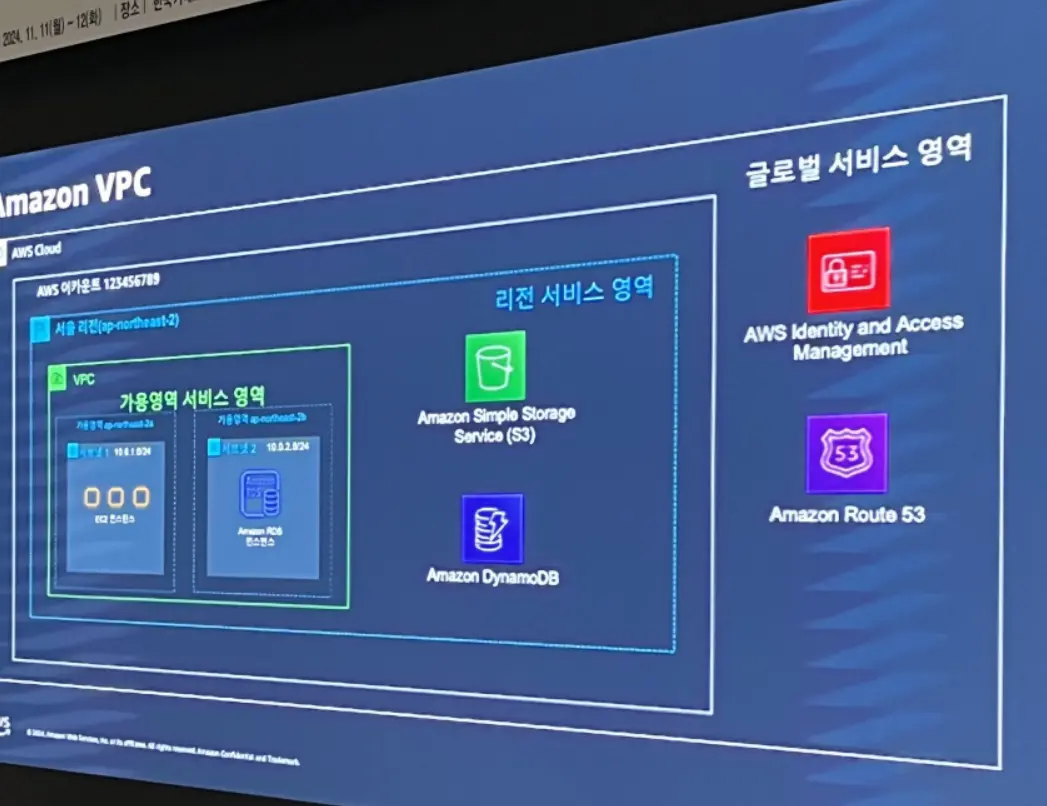 2024. 11. 11(월) ~ 12(화) | 장소 |
Amazon VPC
AWS Cloud
글로벌 서비스 영역
AWS 어카운트 123456789
리전 서비스 영역
서울 리전(ap-northeast-2)
VPC
가용영역 서비스 영역
가용영역 ap-northeast-2a
가용영역 ap-northeast-2b
서브넷 1 10.0.1.0/24
서브넷 2 10.0.2.0/24
EC2 인스턴스
Amazon RDS
인스턴스
Amazon Simple Storage
Service (S3)
Amazon DynamoDB
AWS Identity and Access
Management
53
Amazon Route 53
© 2024, Amazon Web Services, Inc. or its affiliates. All rights reserved. Amazon Confidential and Trademark.